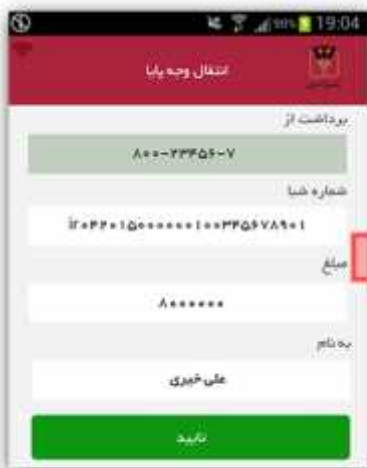 19:04
انتقال وجه پایا
برداشت از
۸۰۰-۲۳۴۵۶-۷
شماره شبا
ir۰۴۲۰۱۵۰۰۰۰۰۰۱۰۰۳۴۵۶۷۸۹۰۱
مبلغ
۸۰۰۰۰۰۰
به نام
علی خیری
تایید